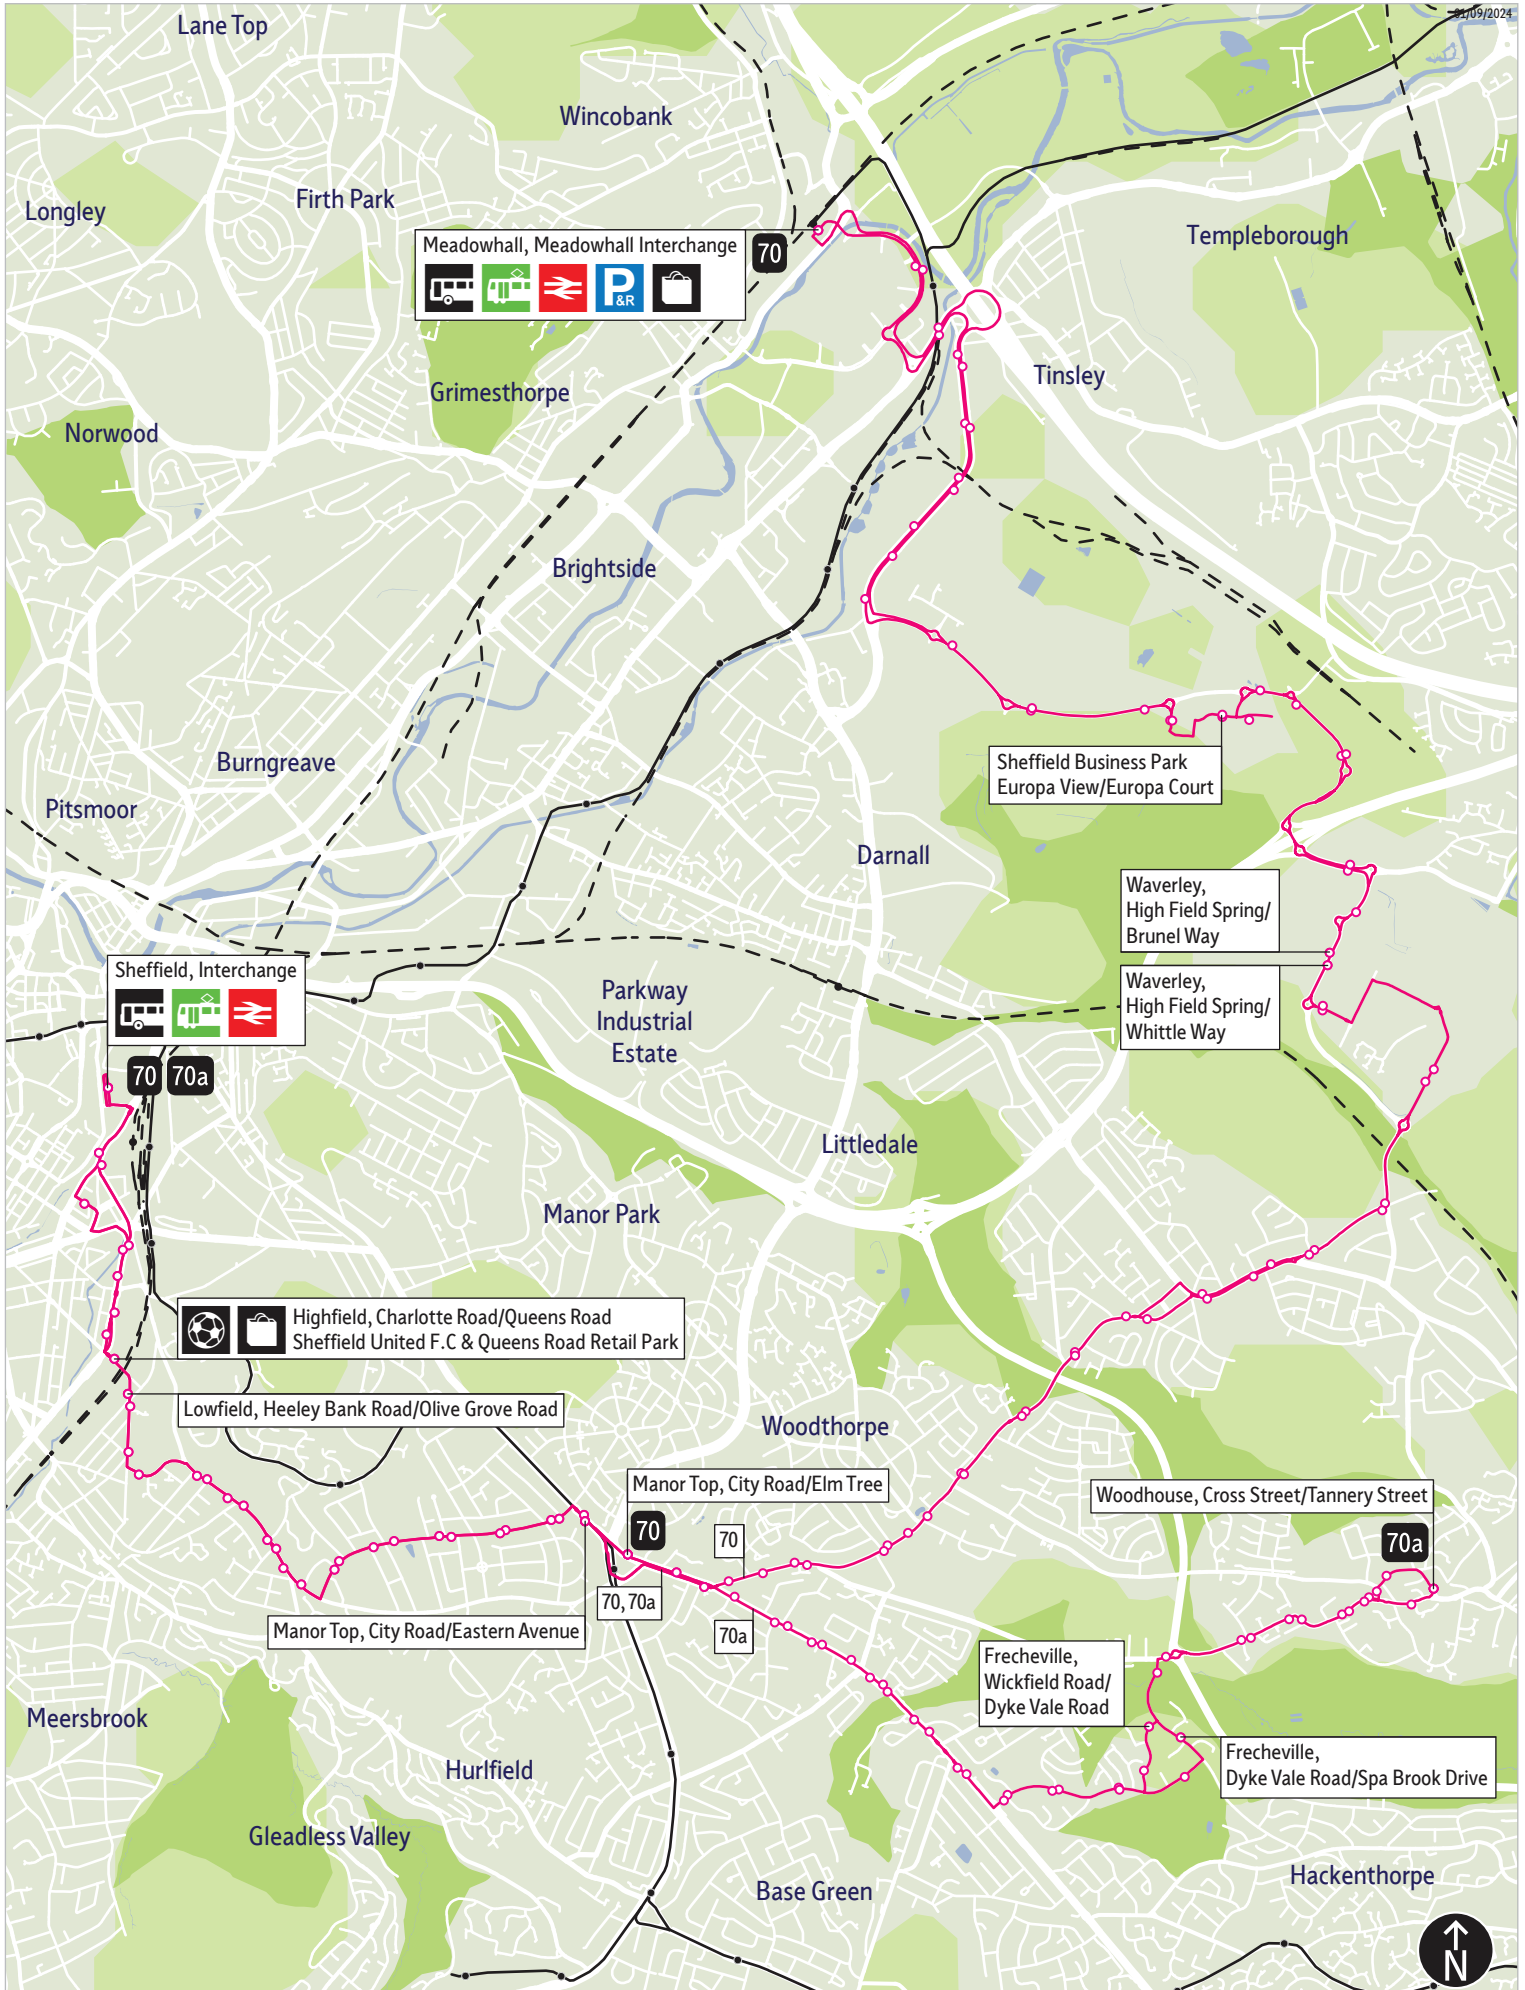 01/09/2024
Lane Top
Wincobank
Firth Park
Longley
Templeborough
Meadowhall, Meadowhall Interchange
P
&R
70
Tinsley
Grimesthorpe
Norwood
Brightside
Burngreave
Pitsmoor
Sheffield Business Park
Europa View/Europa Court
Darnall
Waverley,
High Field Spring/
Brunel Way
Waverley,
High Field Spring/
Whittle Way
Sheffield, Interchange
70
70a
Parkway
Industrial
Estate
Littledale
Manor Park
Highfield, Charlotte Road/Queens Road
Sheffield United F.C & Queens Road Retail Park
Lowfield, Heeley Bank Road/Olive Grove Road
Woodthorpe
Manor Top, City Road/Elm Tree
70
70
Woodhouse, Cross Street/Tannery Street
70a
70, 70a
70a
Manor Top, City Road/Eastern Avenue
Frecheville,
Wickfield Road/
Dyke Vale Road
Frecheville,
Dyke Vale Road/Spa Brook Drive
Meersbrook
Hurlfield
Gleadless Valley
Base Green
Hackenthorpe
N